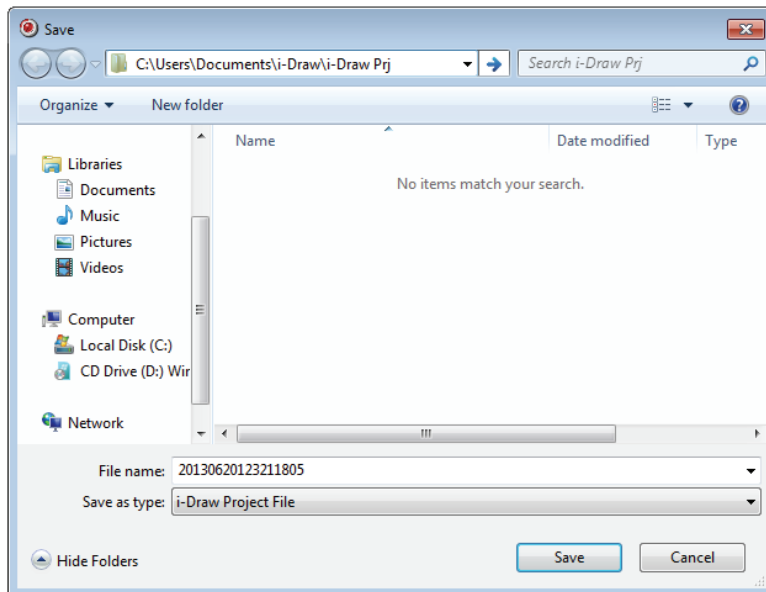 Save
C:\Users\Documents\i-Draw\i-Draw Prj
Search i-Draw Prj
Organize
New folder
Name
Date modified
Type
No items match your search.
Libraries
Documents
Music
Pictures
Videos
Computer
Local Disk (C:)
CD Drive (D:) Wir
Network
File name: 20130620123211805
Save as type: i-Draw Project File
Hide Folders
Save
Cancel